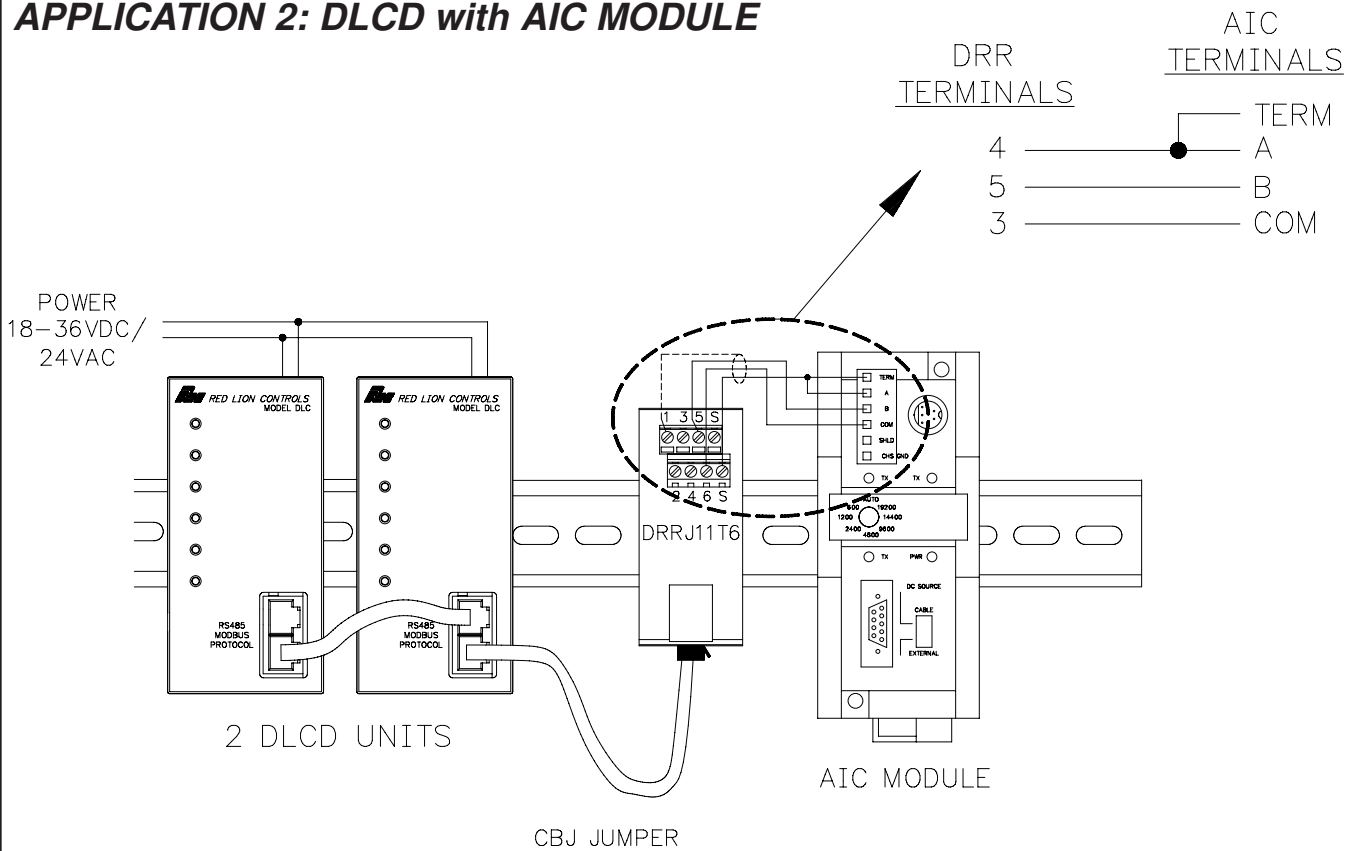 APPLICATION 2: DLCD with AIC MODULE
DRR
TERMINALS
AIC
TERMINALS
TERM
4 A
5 B
3 COM
POWER
18-36VDC/
24VAC
RED LION CONTROLS
MODEL DLC
RED LION CONTROLS
MODEL DLC
RS485
MODBUS
PROTOCOL
RS485
MODBUS
PROTOCOL
2 DLCD UNITS
CBJ JUMPER
1 3 5 S
2 4 6 S
DRRJ11T6
TERM
A
B
COM
SHLD
CHS GND
TX TX
AUTO
600 19200
1200 14400
2400 9600
4800
TX PWR
DC SOURCE
CABLE
EXTERNAL
AIC MODULE